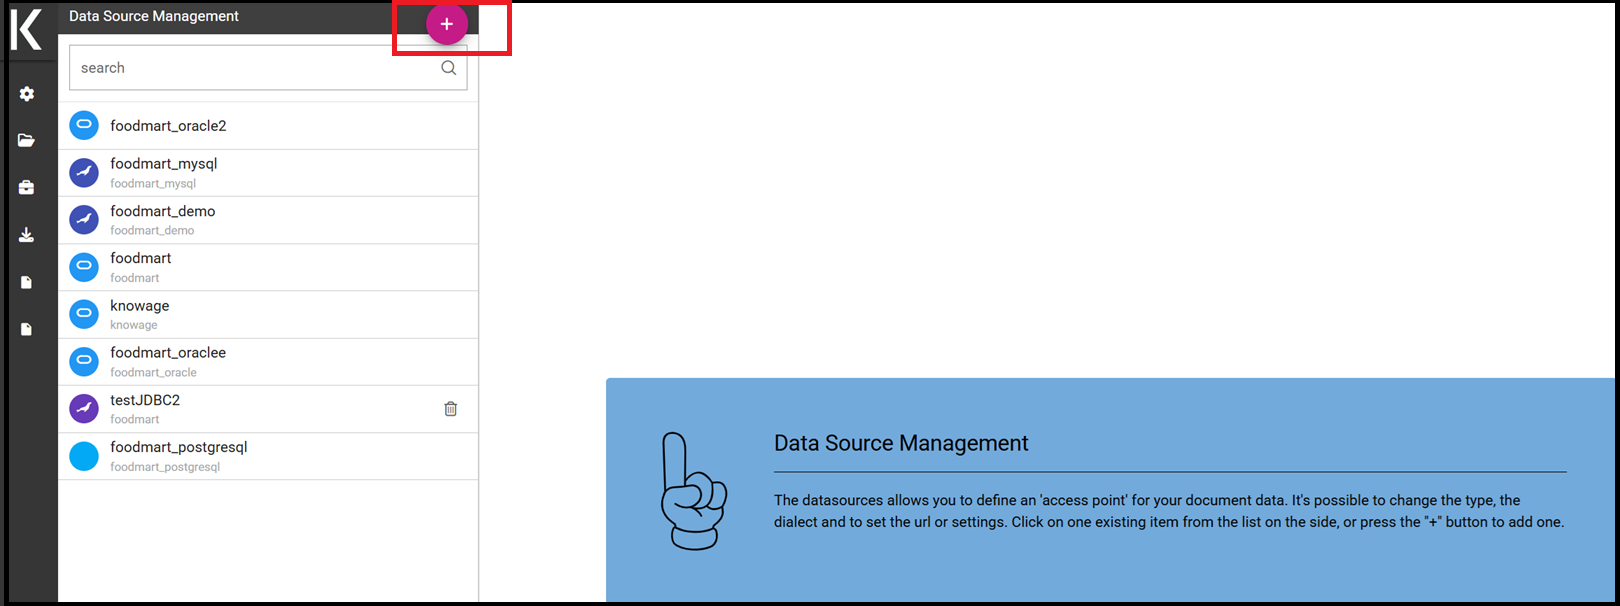 K
Data Source Management
+
search
foodmart_oracle2
foodmart_mysql
foodmart_mysql
foodmart_demo
foodmart_demo
foodmart
foodmart
knowage
knowage
foodmart_oraclee
foodmart_oracle
testJDBC2
foodmart
foodmart_postgresql
foodmart_postgresql
Data Source Management
The datasources allows you to define an 'access point' for your document data. It's possible to change the type, the
dialect and to set the url or settings. Click on one existing item from the list on the side, or press the "+" button to add one.